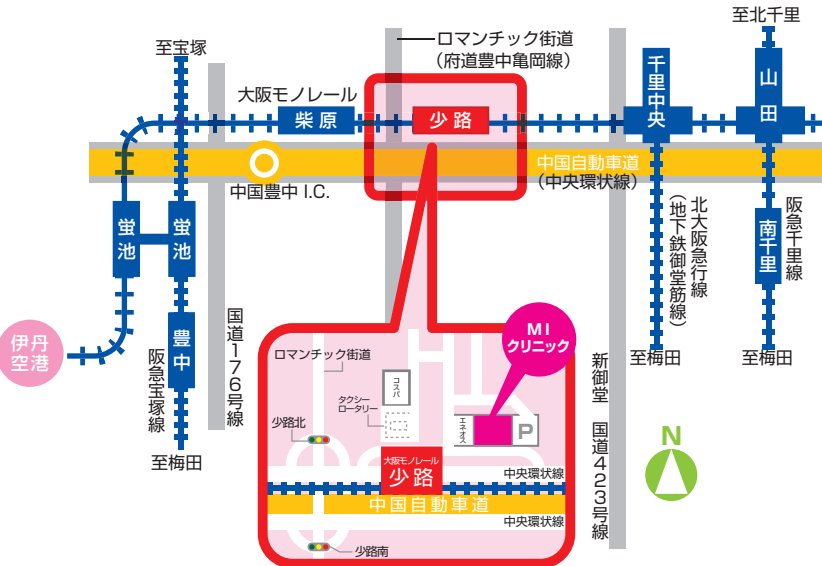 至宝塚
ロマンチック街道
(府道豊中亀岡線)
至北千里
大阪モノレール
柴原
少路
千里中央
山田
中国自動車道
(中央環状線)
中国豊中 I.C.
蛍池
蛍池
豊中
伊丹
空港
阪急宝塚線
国道176号線
至梅田
北大阪急行線
(地下鉄御堂筋線)
至梅田
南千里
阪急千里線
至梅田
新御堂 国道423号線
N
MI
クリニック
ロマンチック街道
コスパ
タクシー
ロータリー
エネオス
P
少路北
大阪モノレール
少路
中央環状線
中国自動車道
中央環状線
少路南